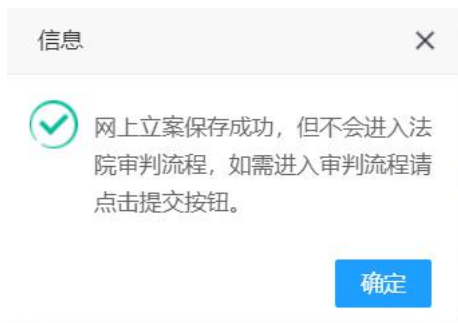 信息
网上立案保存成功，但不会进入法
院审判流程，如需进入审判流程请
点击提交按钮。
确定